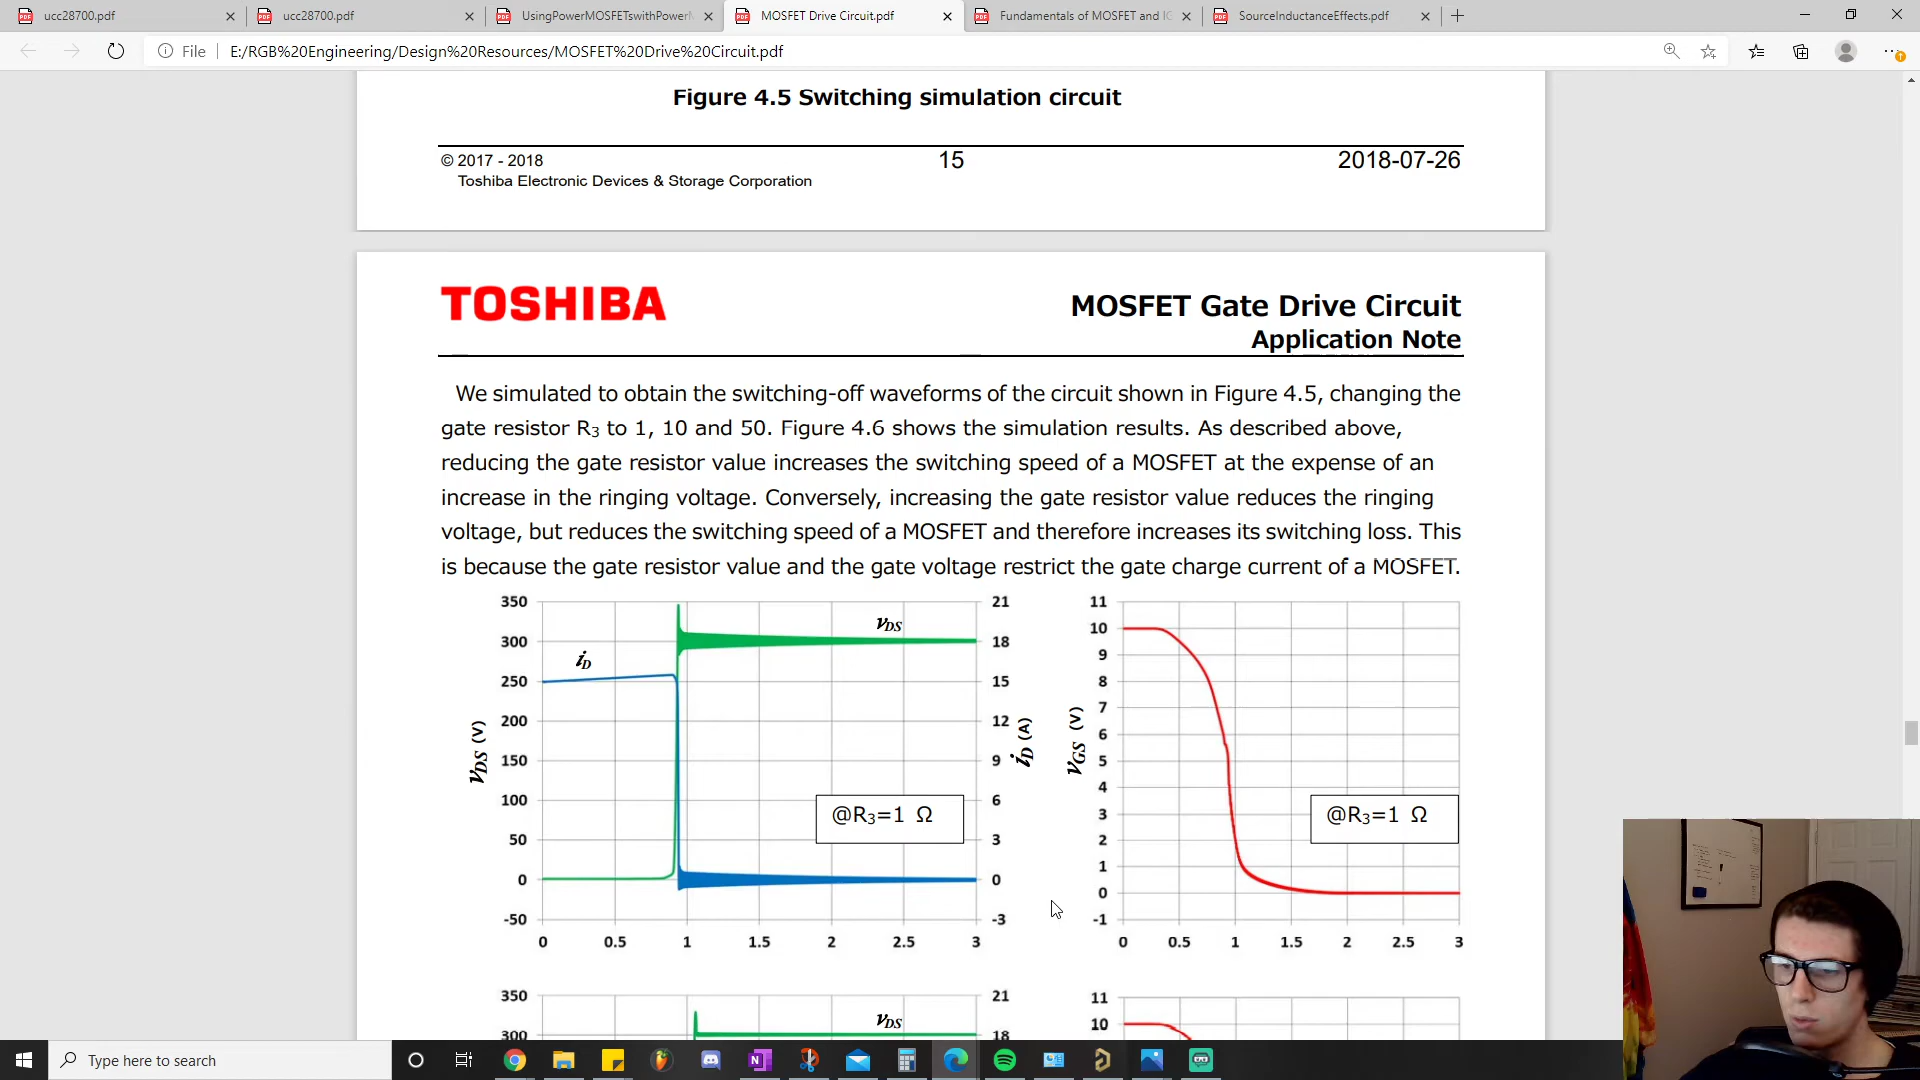 ucc28700.pdf
ucc28700.pdf
UsingPowerMOSFETswithPower
MOSFET Drive Circuit.pdf
Fundamentals of MOSFET and IG
SourceInductanceEffects.pdf
File
E:/RGB%20Engineering/Design%20Resources/MOSFET%20Drive%20Circuit.pdf
Figure 4.5 Switching simulation circuit
© 2017 - 2018
15
2018-07-26
Toshiba Electronic Devices & Storage Corporation
TOSHIBA
MOSFET Gate Drive Circuit
Application Note
We simulated to obtain the switching-off waveforms of the circuit shown in Figure 4.5, changing the
gate resistor R3 to 1, 10 and 50. Figure 4.6 shows the simulation results. As described above,
reducing the gate resistor value increases the switching speed of a MOSFET at the expense of an
increase in the ringing voltage. Conversely, increasing the gate resistor value reduces the ringing
voltage, but reduces the switching speed of a MOSFET and therefore increases its switching loss. This
is because the gate resistor value and the gate voltage restrict the gate charge current of a MOSFET.
350
300
250
200
150
100
50
0
-50
vDS (V)
iD
vDS
@R3=1 Ω
21
18
15
12
9
6
3
0
-3
iD (A)
0 0.5 1 1.5 2 2.5 3
11
10
9
8
7
6
5
4
3
2
1
0
-1
vGS (V)
@R3=1 Ω
0 0.5 1 1.5 2 2.5 3
350
300
vDS
21
18
11
10
Type here to search